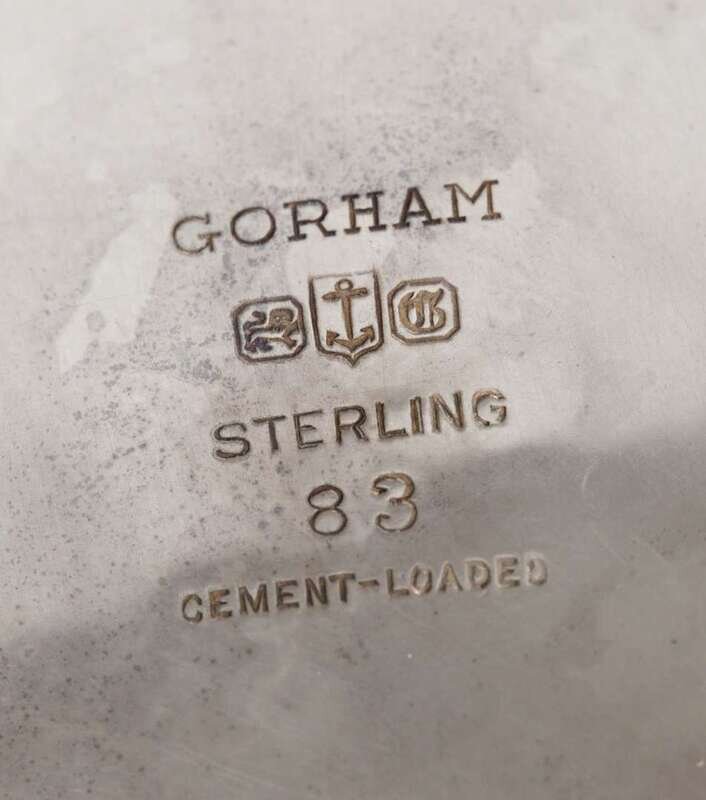 GORHAM
G
STERLING
83
CEMENT-LOADED